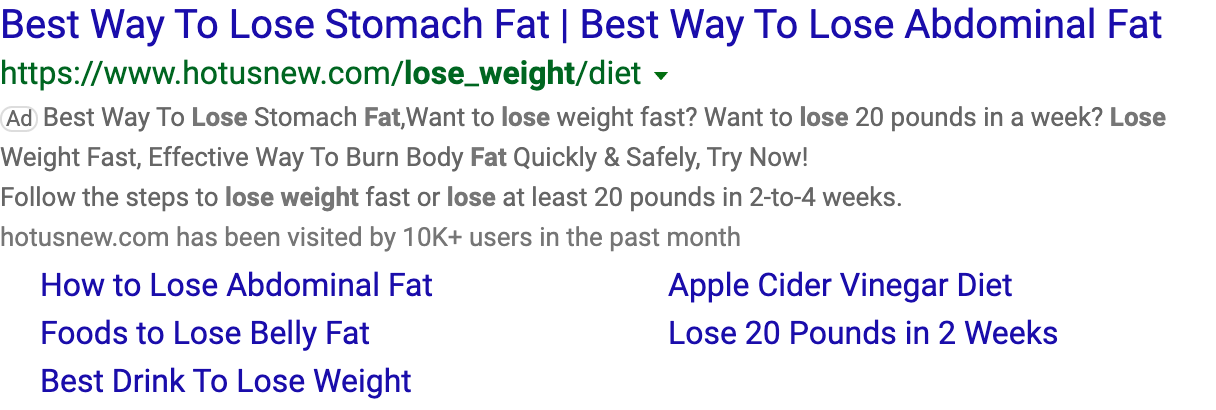 Best Way To Lose Stomach Fat | Best Way To Lose Abdominal Fat
https://www.hotusnew.com/lose_weight/diet
Ad Best Way To Lose Stomach Fat,Want to lose weight fast? Want to lose 20 pounds in a week? Lose
Weight Fast, Effective Way To Burn Body Fat Quickly & Safely, Try Now!
Follow the steps to lose weight fast or lose at least 20 pounds in 2-to-4 weeks.
hotusnew.com has been visited by 10K+ users in the past month
How to Lose Abdominal Fat
Apple Cider Vinegar Diet
Foods to Lose Belly Fat
Lose 20 Pounds in 2 Weeks
Best Drink To Lose Weight